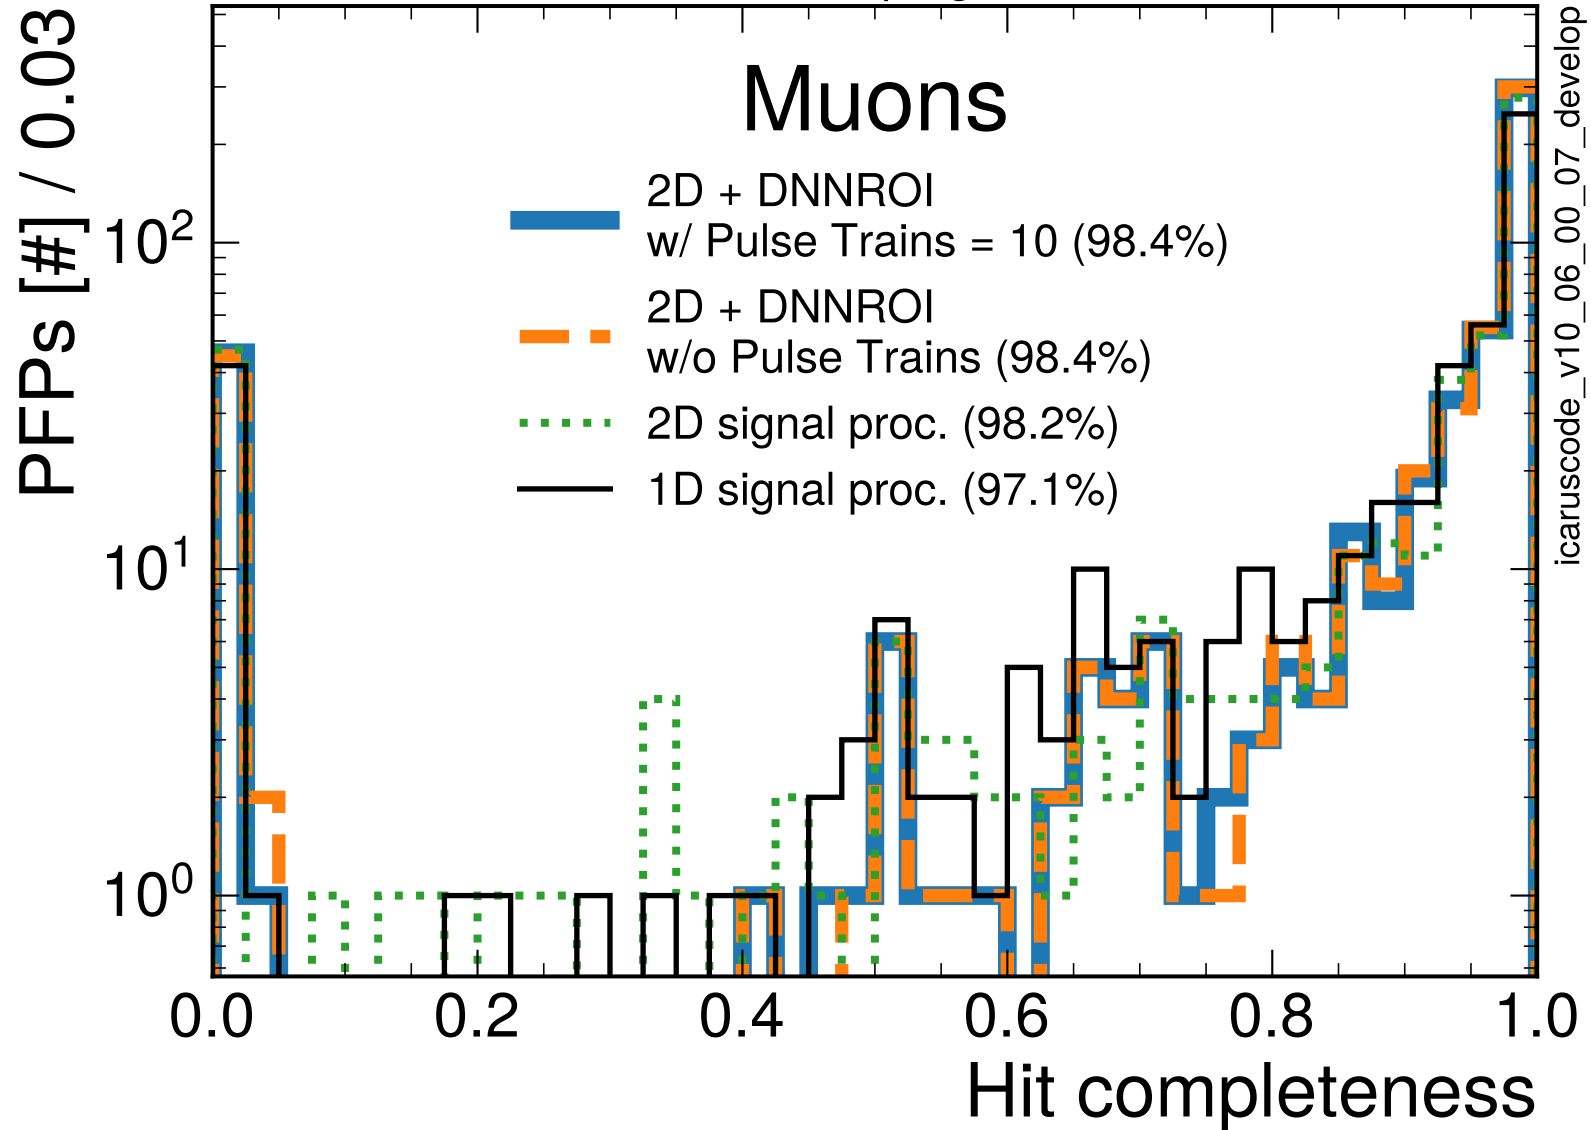 PFPs [#] / 0.03
Muons
2D + DNNROI
w/ Pulse Trains = 10 (98.4%)
2D + DNNROI
w/o Pulse Trains (98.4%)
2D signal proc. (98.2%)
1D signal proc. (97.1%)
10²
10¹
10⁰
0.0 0.2 0.4 0.6 0.8 1.0
Hit completeness
icaruscode_v10_06_00_07_develop